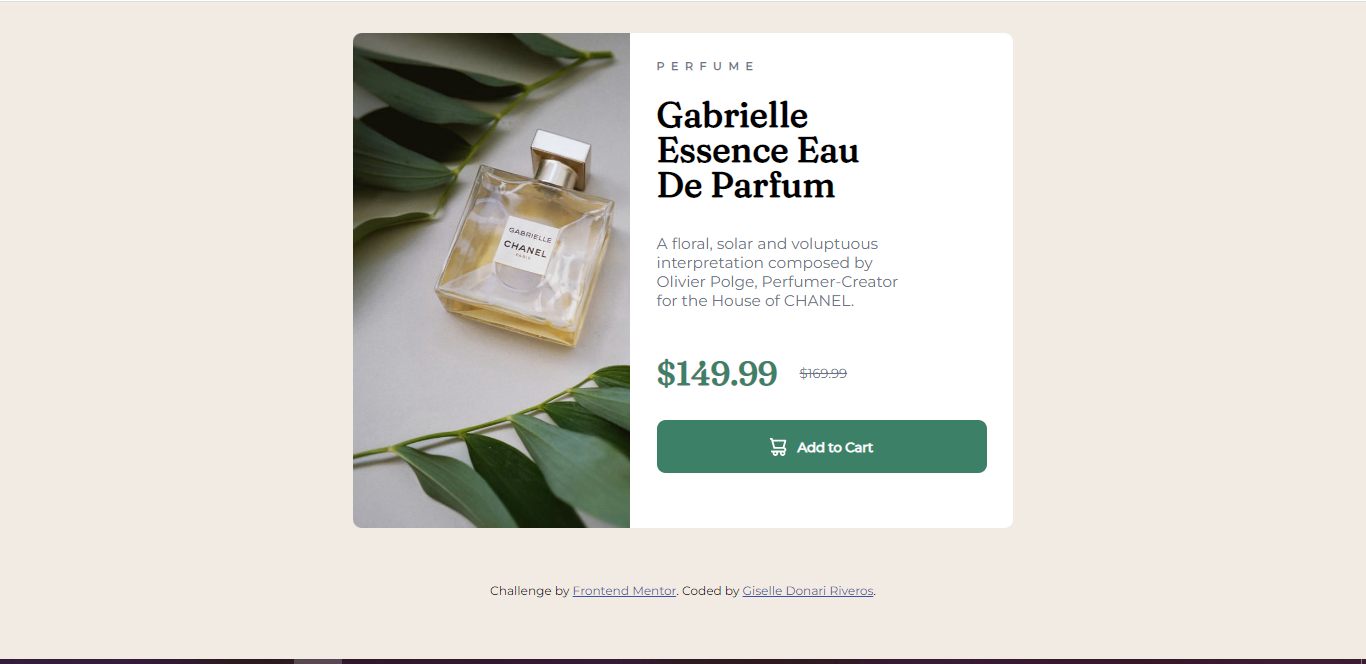 PERFUME
Gabrielle
Essence Eau
De Parfum
A floral, solar and voluptuous
interpretation composed by
Olivier Polge, Perfumer-Creator
for the House of CHANEL.
$149.99 $169.99
Add to Cart
GABRIELLE
CHANEL
PARIS
Challenge by Frontend Mentor. Coded by Giselle Donari Riveros.